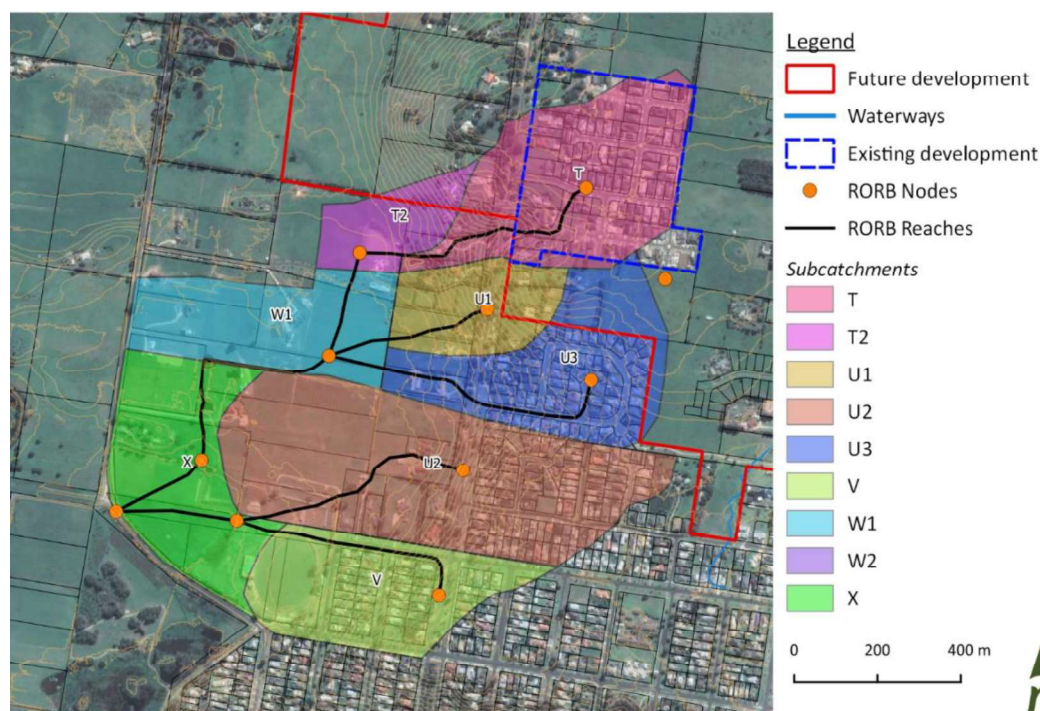 T
T2
U1
W1
U3
X
U2
V
Legend
Future development
Waterways
Existing development
RORB Nodes
RORB Reaches
Subcatchments
T
T2
U1
U2
U3
V
W1
W2
X
0 200 400 m